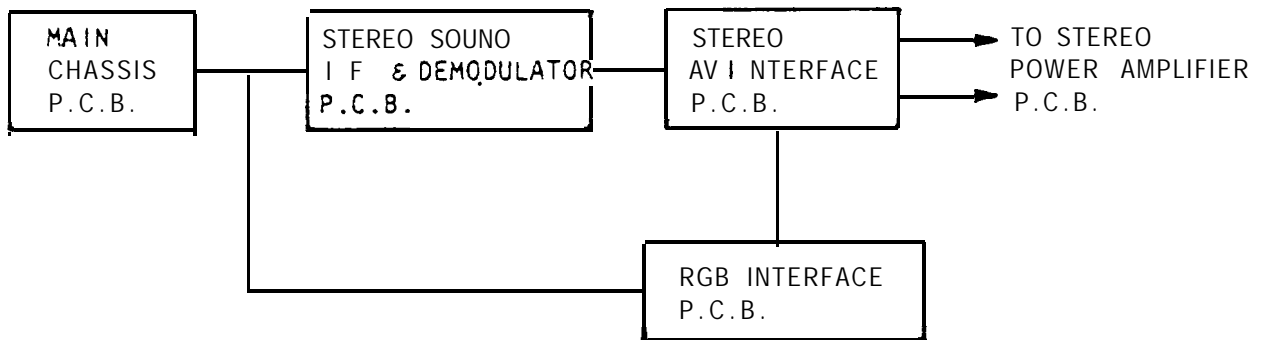 MAIN
CHASSIS
P.C.B.
STEREO SOUNO
I F & DEMODULATOR
P.C.B.
STEREO
AV I NTERFACE
P.C.B.
TO STEREO
POWER AMPLIFIER
P.C.B.
RGB INTERFACE
P.C.B.